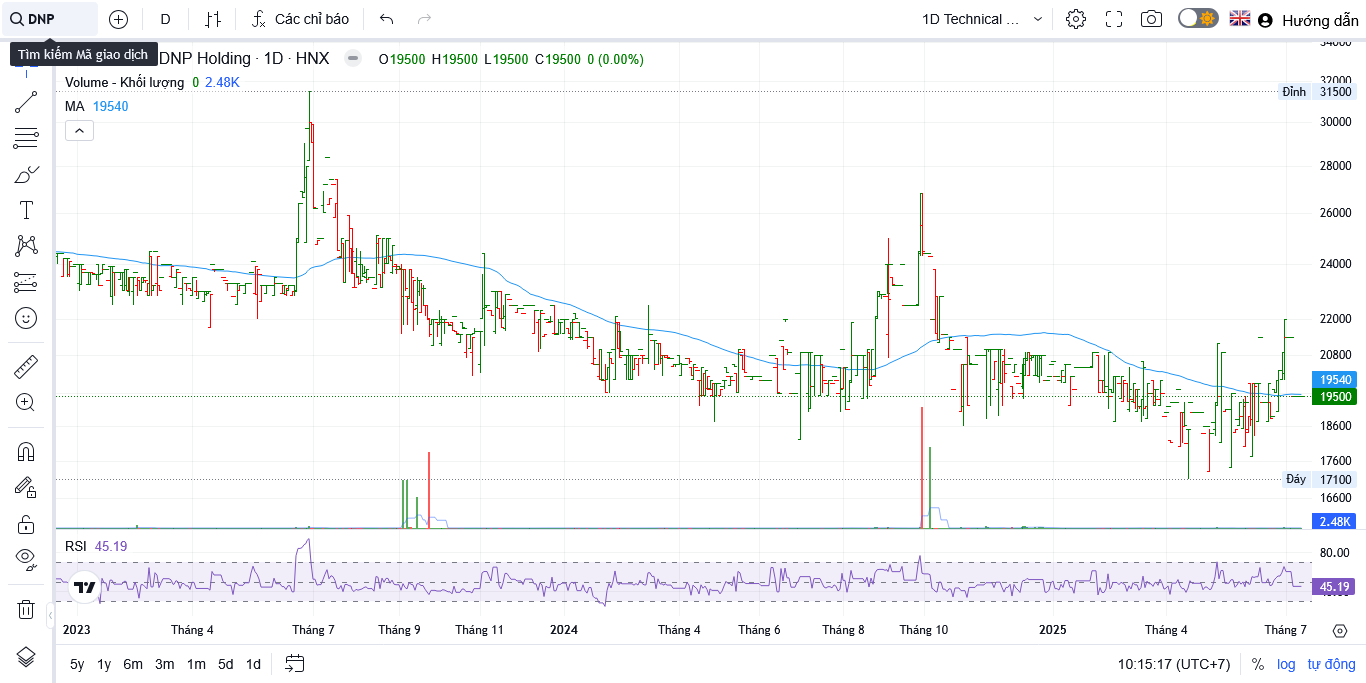 DNP
D
Các chỉ báo
1D Technical ...
Hướng dẫn
Tìm kiếm Mã giao dịch
DNP Holding · 1D · HNX
O19500 H19500 L19500 C19500 0 (0.00%)
Volume - Khối lượng 0 2.48K
MA 19540
34000
32000
Đỉnh 31500
30000
28000
26000
24000
22000
20800
19540
19500
18600
17600
Đáy 17100
16600
2.48K
RSI 45.19
80.00
45.19
2023 Tháng 4 Tháng 7 Tháng 9 Tháng 11 2024 Tháng 4 Tháng 6 Tháng 8 Tháng 10 2025 Tháng 4 Tháng 7
5y 1y 6m 3m 1m 5d 1d
10:15:17 (UTC+7) % log tự động